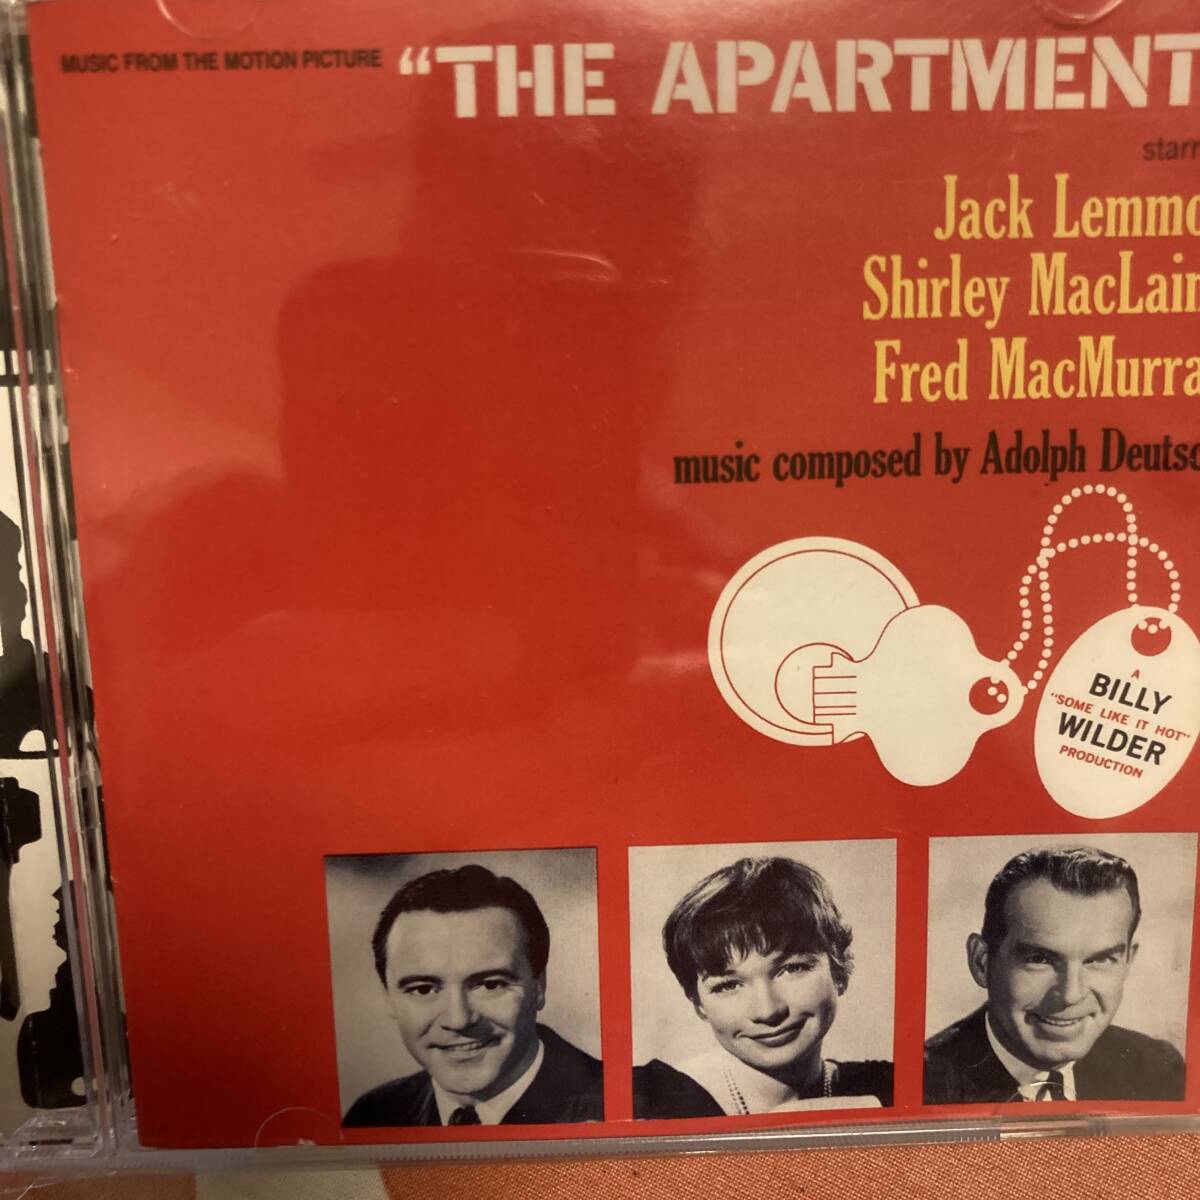 MUSIC FROM THE MOTION PICTURE
"THE APARTMENT
starr
Jack Lemmo
Shirley MacLain
Fred MacMurra
music composed by Adolph Deutsc
A
BILLY
"SOME LIKE IT HOT"
WILDER
PRODUCTION